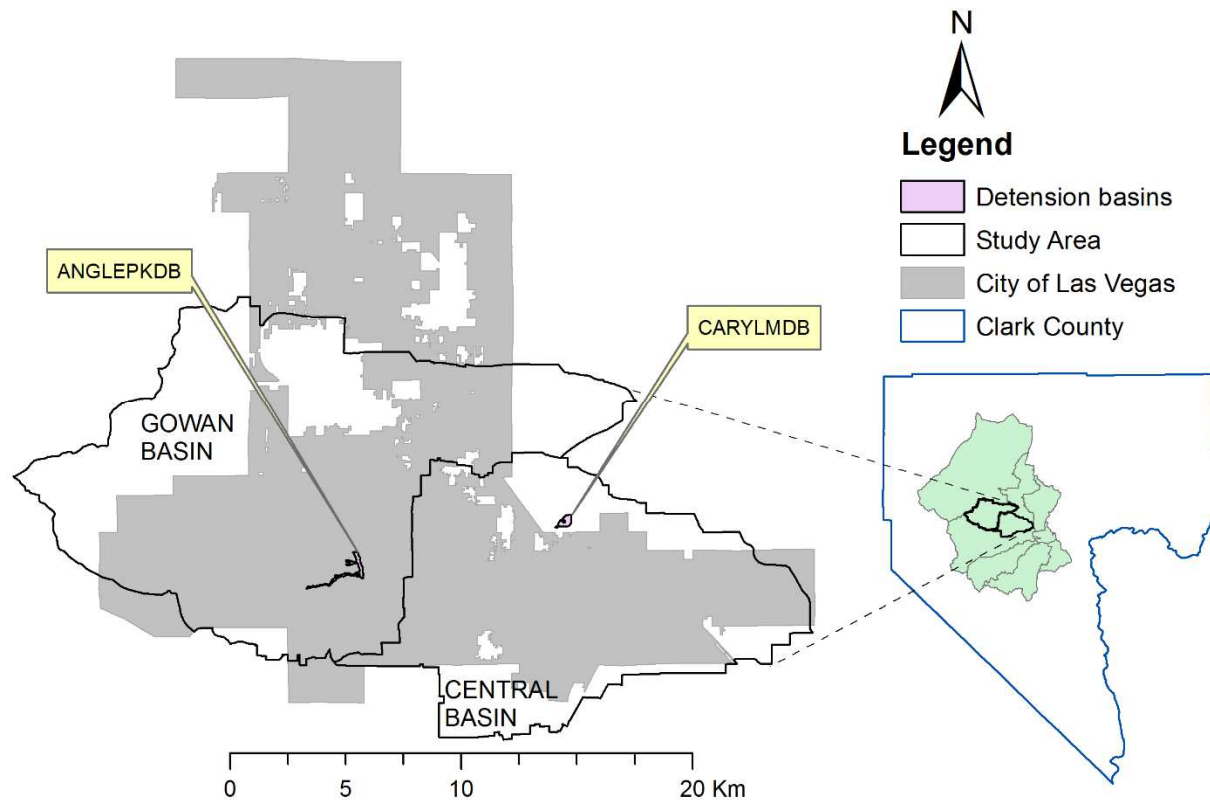 N
Legend
Detension basins
Study Area
City of Las Vegas
Clark County
ANGLEPKDB
CARYLMDB
GOWAN
BASIN
CENTRAL
BASIN
0 5 10 20 Km